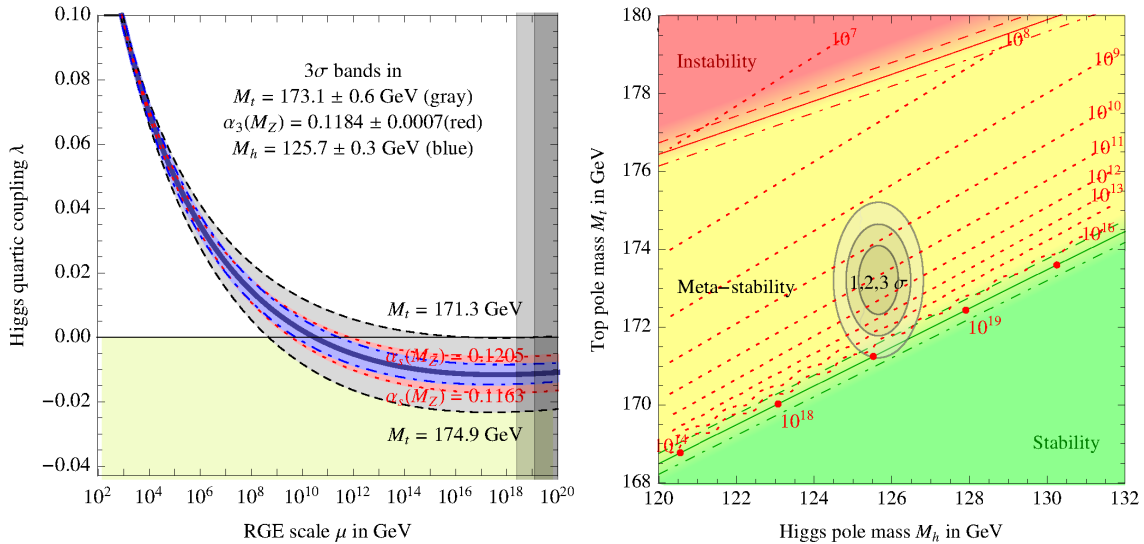 Higgs quartic coupling λ
0.10
0.08
0.06
0.04
0.02
0.00
−0.02
−0.04
3σ bands in
M_t = 173.1 ± 0.6 GeV (gray)
α_3(M_Z) = 0.1184 ± 0.0007(red)
M_h = 125.7 ± 0.3 GeV (blue)
M_t = 171.3 GeV
α_s(M_Z) = 0.1205
α_s(M_Z) = 0.1163
M_t = 174.9 GeV
10^2 10^4 10^6 10^8 10^10 10^12 10^14 10^16 10^18 10^20
RGE scale μ in GeV
Top pole mass M_t in GeV
180
178
176
174
172
170
168
Instability
10^7
10^8
10^9
10^10
10^11
10^12
10^13
10^16
Meta−stability
1,2,3 σ
10^19
10^18
10^14
Stability
120 122 124 126 128 130 132
Higgs pole mass M_h in GeV